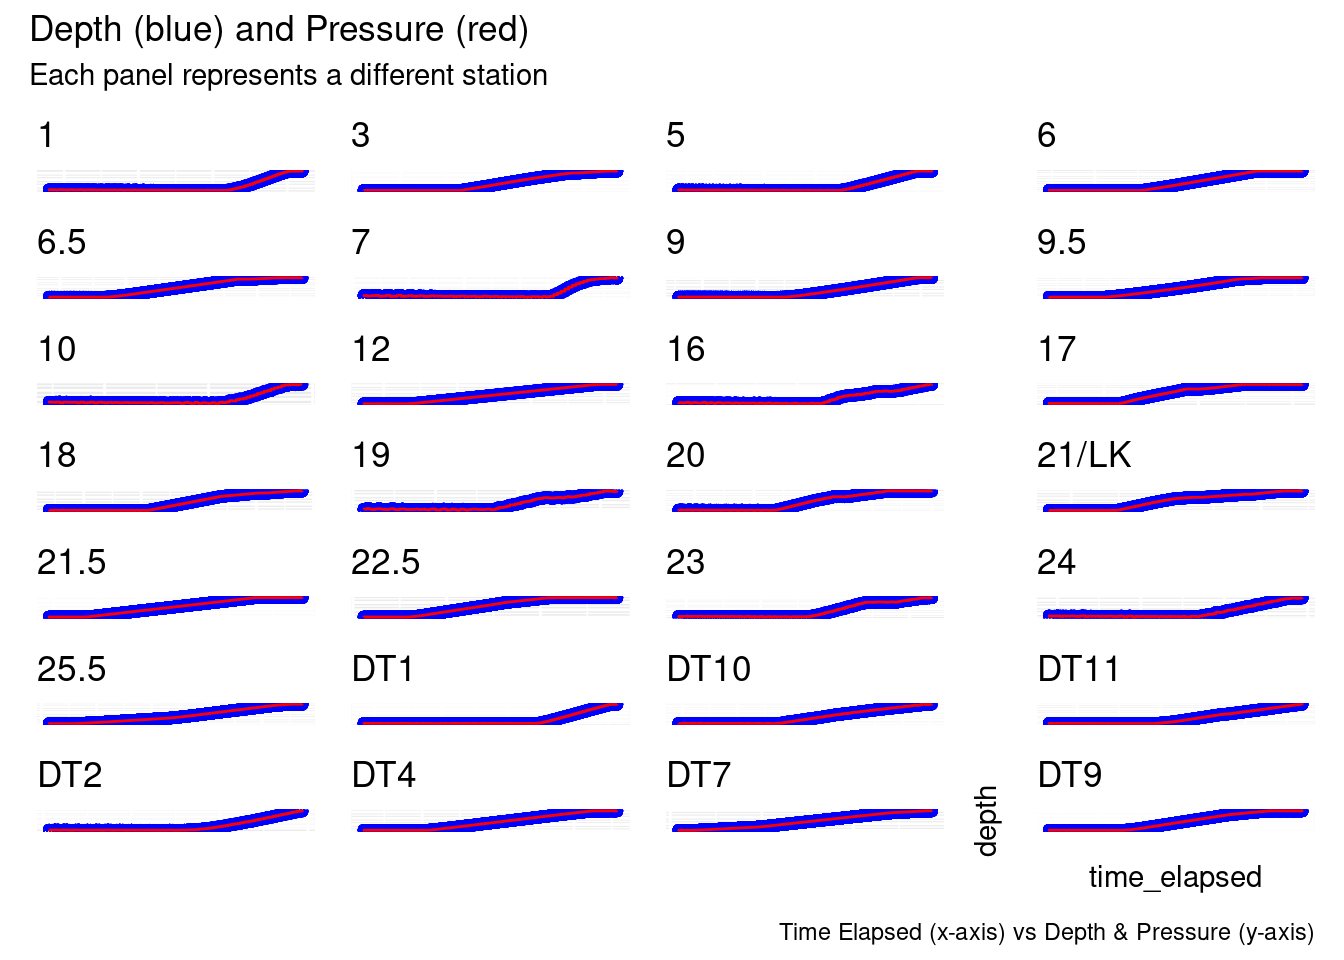 Depth (blue) and Pressure (red)
Each panel represents a different station
1 3 5 6
6.5 7 9 9.5
10 12 16 17
18 19 20 21/LK
21.5 22.5 23 24
25.5 DT1 DT10 DT11
DT2 DT4 DT7 DT9
depth
time_elapsed
Time Elapsed (x-axis) vs Depth & Pressure (y-axis)